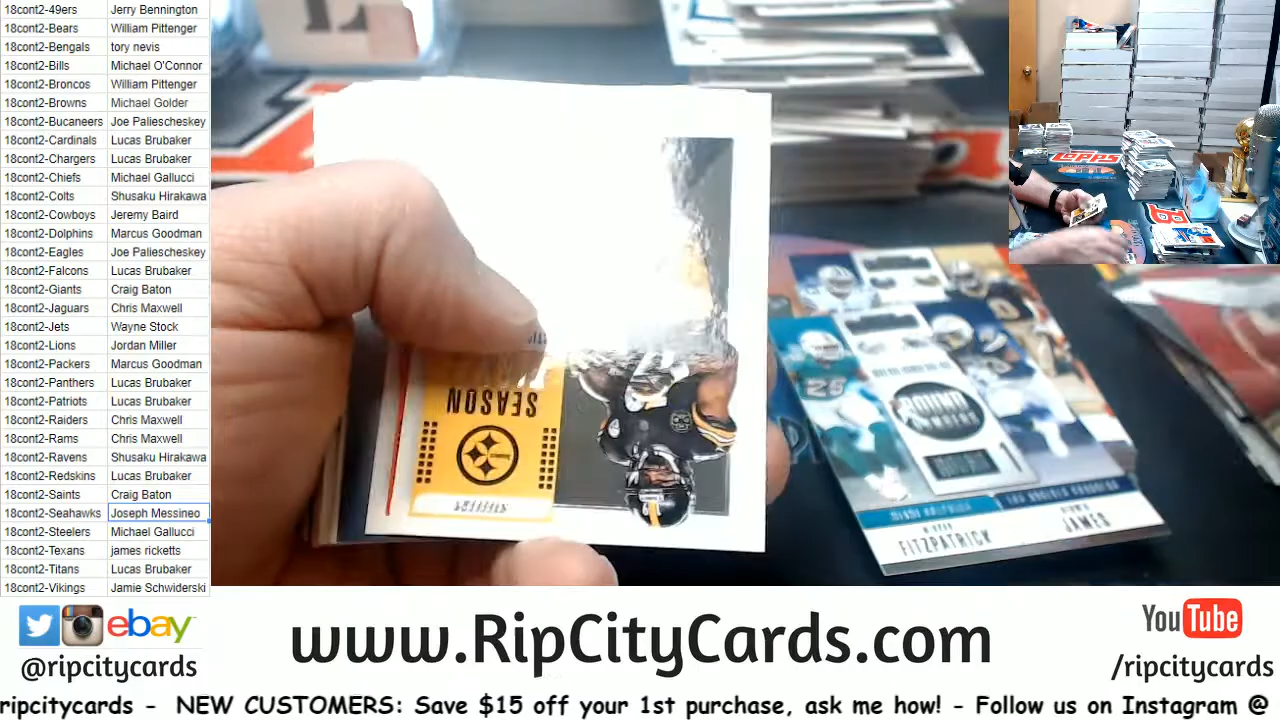 18cont2-49ers Jerry Bennington
18cont2-Bears William Pittenger
18cont2-Bengals tory nevis
18cont2-Bills Michael O'Connor
18cont2-Broncos William Pittenger
18cont2-Browns Michael Golder
18cont2-Bucaneers Joe Paliescheskey
18cont2-Cardinals Lucas Brubaker
18cont2-Chargers Lucas Brubaker
18cont2-Chiefs Michael Gallucci
18cont2-Colts Shusaku Hirakawa
18cont2-Cowboys Jeremy Baird
18cont2-Dolphins Marcus Goodman
18cont2-Eagles Joe Paliescheskey
18cont2-Falcons Lucas Brubaker
18cont2-Giants Craig Baton
18cont2-Jaguars Chris Maxwell
18cont2-Jets Wayne Stock
18cont2-Lions Jordan Miller
18cont2-Packers Marcus Goodman
18cont2-Panthers Lucas Brubaker
18cont2-Patriots Lucas Brubaker
18cont2-Raiders Chris Maxwell
18cont2-Rams Chris Maxwell
18cont2-Ravens Shusaku Hirakawa
18cont2-Redskins Lucas Brubaker
18cont2-Saints Craig Baton
18cont2-Seahawks Joseph Messineo
18cont2-Steelers Michael Gallucci
18cont2-Texans james ricketts
18cont2-Titans Lucas Brubaker
18cont2-Vikings Jamie Schwiderski
SEASON
Topps
B
25
ROUND
NUMBERS
FITZPATRICK
JAMES
ebay
@ripcitycards
www.RipCityCards.com
YouTube
/ripcitycards
ripcitycards - NEW CUSTOMERS: Save $15 off your 1st purchase, ask me how! - Follow us on Instagram @